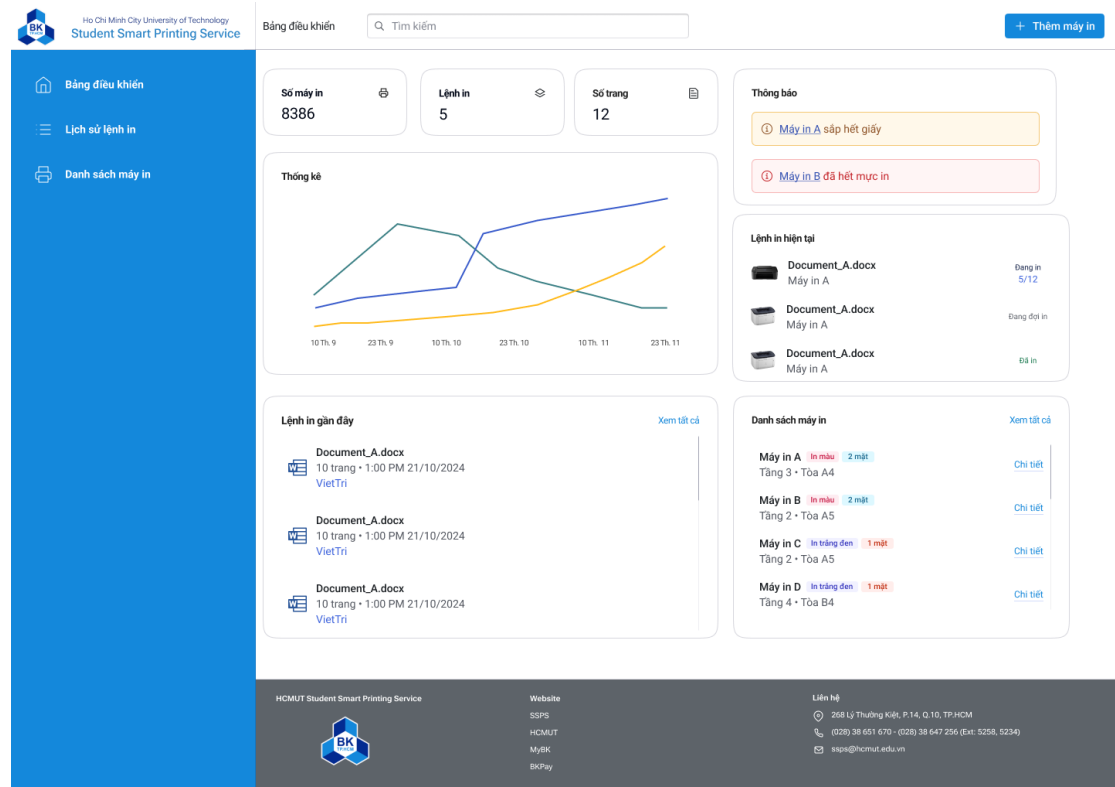 BK
TP.HCM
Ho Chi Minh City University of Technology
Student Smart Printing Service
Bảng điều khiển
Tìm kiếm
Thêm máy in
Bảng điều khiển
Lịch sử lệnh in
Danh sách máy in
Số máy in
8386
Lệnh in
5
Số trang
12
Thống kê
10 Th. 9
23 Th. 9
10 Th. 10
23 Th. 10
10 Th. 11
23 Th. 11
Thông báo
Máy in A sắp hết giấy
Máy in B đã hết mực in
Lệnh in hiện tại
Document_A.docx
Đang in
Máy in A
5/12
Document_A.docx
Máy in A
Đang đợi in
Document_A.docx
Máy in A
Đã in
Lệnh in gần đây
Xem tất cả
Document_A.docx
10 trang • 1:00 PM 21/10/2024
VietTri
Document_A.docx
10 trang • 1:00 PM 21/10/2024
VietTri
Document_A.docx
10 trang • 1:00 PM 21/10/2024
VietTri
Danh sách máy in
Xem tất cả
Máy in A In màu 2 mặt
Tầng 3 • Tòa A4
Chi tiết
Máy in B In màu 2 mặt
Tầng 2 • Tòa A5
Chi tiết
Máy in C In trắng đen 1 mặt
Tầng 2 • Tòa A5
Chi tiết
Máy in D In trắng đen 1 mặt
Tầng 4 • Tòa B4
Chi tiết
HCMUT Student Smart Printing Service
BK
TP.HCM
Website
SSPS
HCMUT
MyBK
BKPay
Liên hệ
268 Lý Thường Kiệt, P.14, Q.10, TP.HCM
(028) 38 651 670 - (028) 38 647 256 (Ext: 5258, 5234)
ssps@hcmut.edu.vn